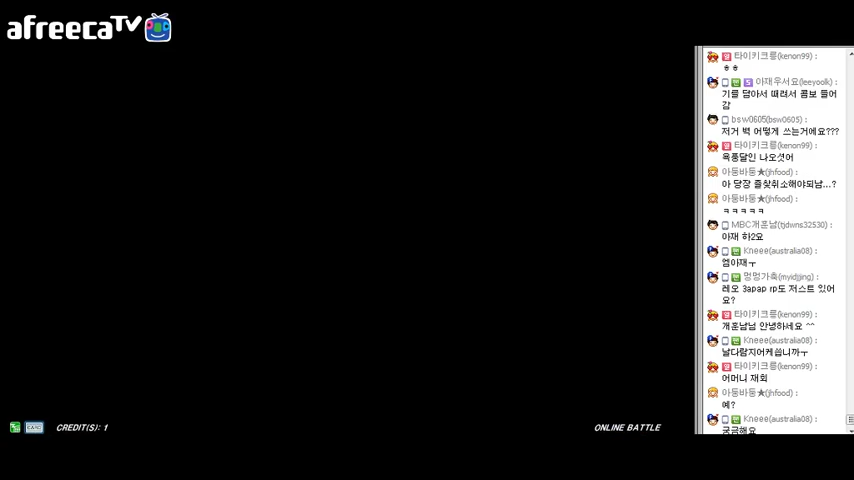 afreecaTV
타이키크롱(kenon99) :
ㅎㅎ
아재우서요(leeyoolk) :
기를 담아서 때려서 콤보 들어
감
bsw0605(bsw0605) :
저거 벽 어떻게 쓰는거에요???
타이키크롱(kenon99) :
욕풍달인 나오셧어
아둥바둥★(jhfood) :
아 당장 즐찾취소해야되남...?
아둥바둥★(jhfood) :
ㅋㅋㅋㅋㅋ
MBC개훈남(tjdwns32530) :
아재 하2요
Kneee(australia08) :
엄아재ㅜ
멍멍가축(myidjjing) :
레오 3apap rp도 저스트 있어
요?
타이키크롱(kenon99) :
개훈남님 안녕하세요 ^^
Kneee(australia08) :
날다람지어케씁니까ㅜ
타이키크롱(kenon99) :
어머니 재회
아둥바둥★(jhfood) :
예?
Kneee(australia08) :
궁금해요
CARD
CREDIT(S): 1
ONLINE BATTLE